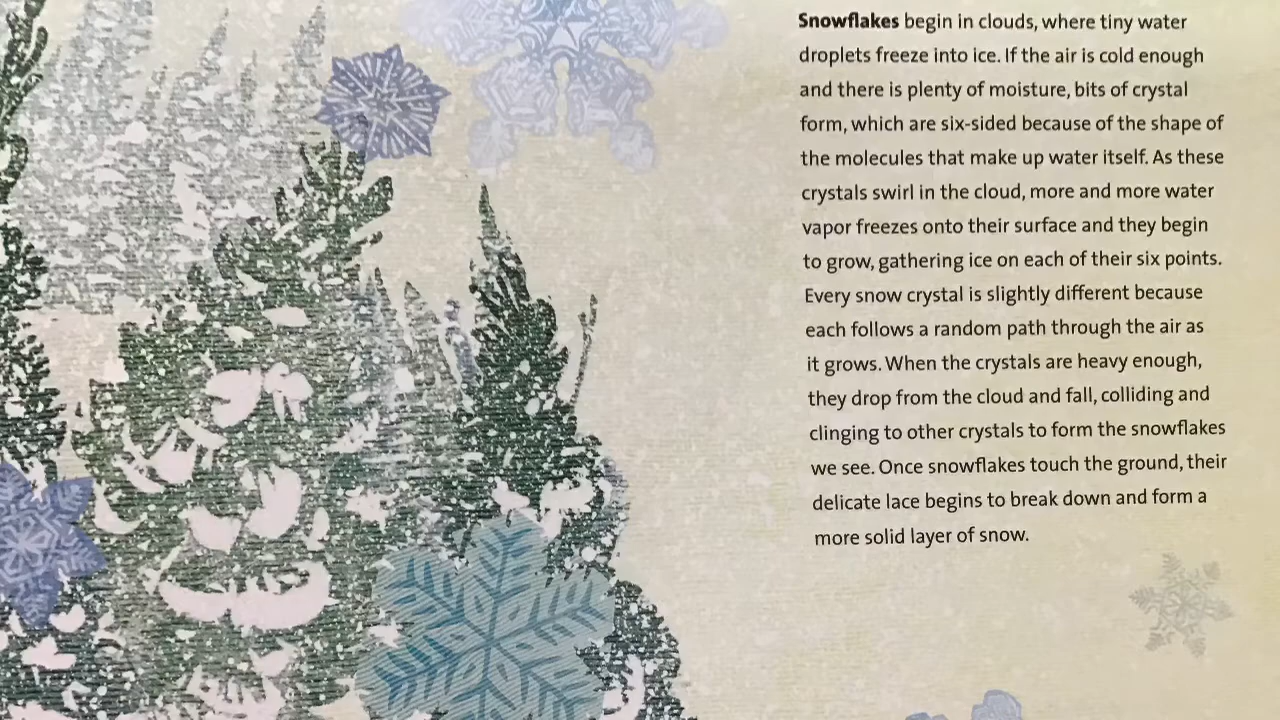 Snowflakes begin in clouds, where tiny water
droplets freeze into ice. If the air is cold enough
and there is plenty of moisture, bits of crystal
form, which are six-sided because of the shape of
the molecules that make up water itself. As these
crystals swirl in the cloud, more and more water
vapor freezes onto their surface and they begin
to grow, gathering ice on each of their six points.
Every snow crystal is slightly different because
each follows a random path through the air as
it grows. When the crystals are heavy enough,
they drop from the cloud and fall, colliding and
clinging to other crystals to form the snowflakes
we see. Once snowflakes touch the ground, their
delicate lace begins to break down and form a
more solid layer of snow.